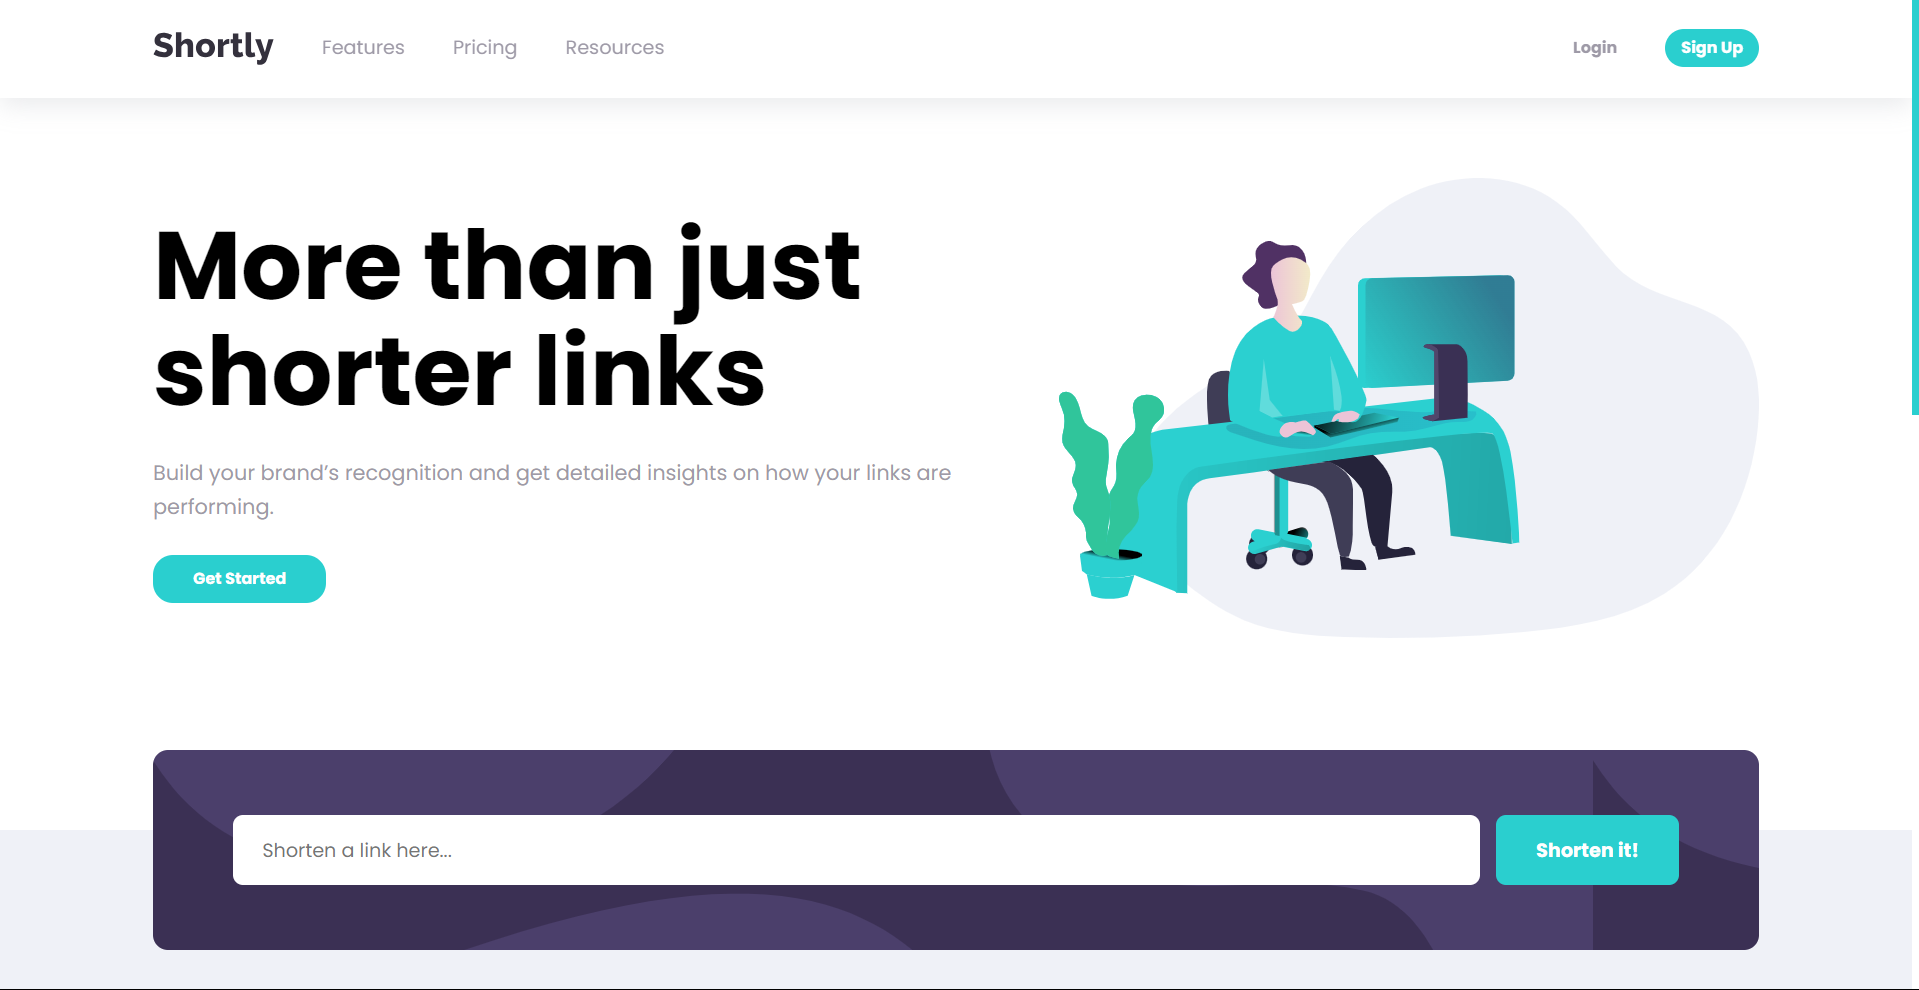 Shortly Features Pricing Resources Login Sign Up
More than just
shorter links
Build your brand’s recognition and get detailed insights on how your links are
performing.
Get Started
Shorten a link here... Shorten it!